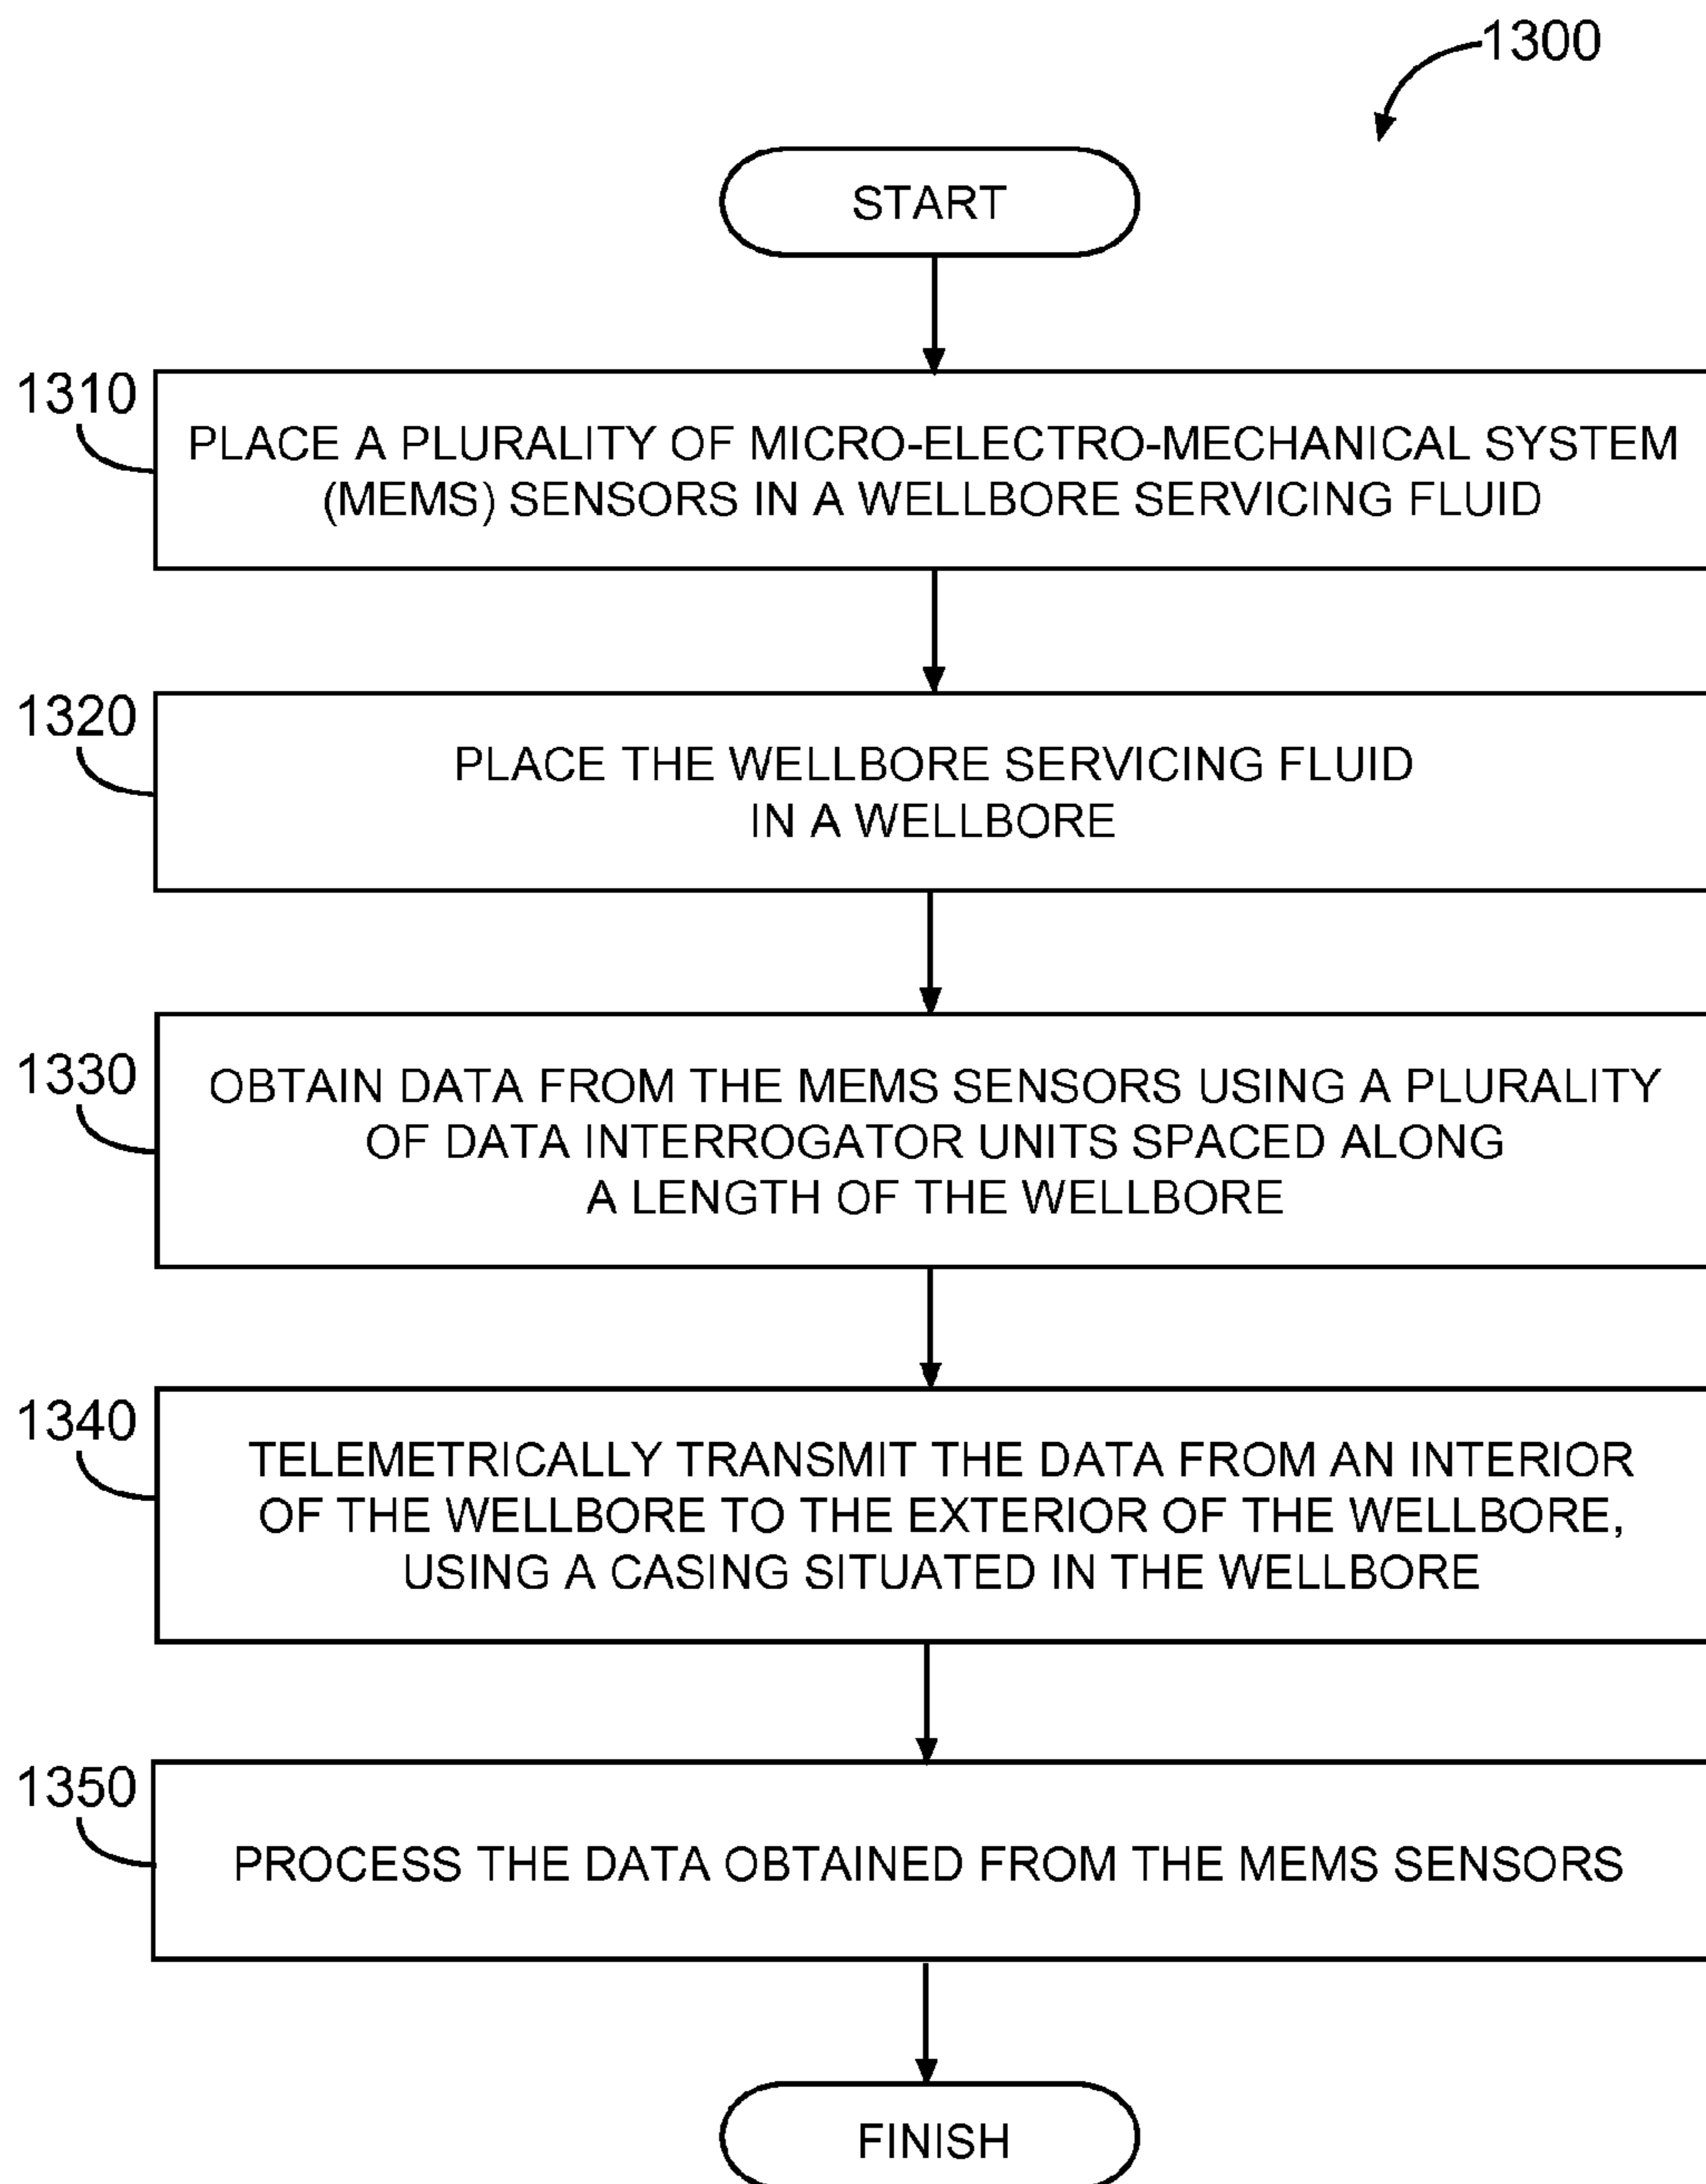 1300
START
1310
PLACE A PLURALITY OF MICRO-ELECTRO-MECHANICAL SYSTEM
(MEMS) SENSORS IN A WELLBORE SERVICING FLUID
1320
PLACE THE WELLBORE SERVICING FLUID
IN A WELLBORE
1330
OBTAIN DATA FROM THE MEMS SENSORS USING A PLURALITY
OF DATA INTERROGATOR UNITS SPACED ALONG
A LENGTH OF THE WELLBORE
1340
TELEMETRICALLY TRANSMIT THE DATA FROM AN INTERIOR
OF THE WELLBORE TO THE EXTERIOR OF THE WELLBORE,
USING A CASING SITUATED IN THE WELLBORE
1350
PROCESS THE DATA OBTAINED FROM THE MEMS SENSORS
FINISH